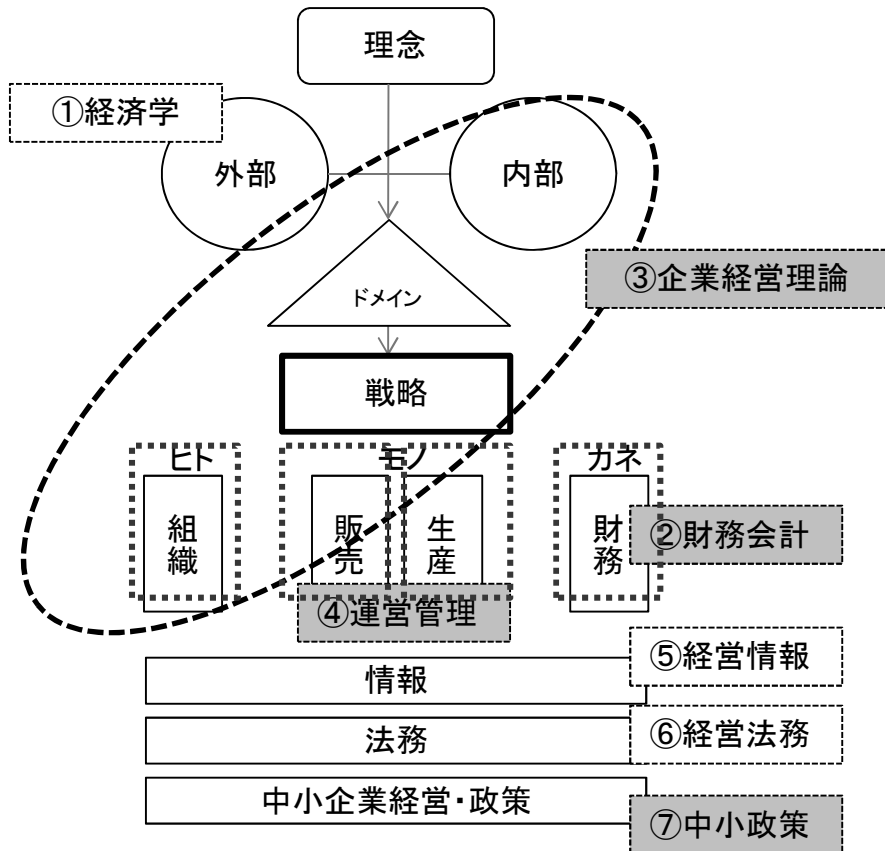 理念
①経済学
外部
内部
③企業経営理論
ドメイン
戦略
ヒト
モノ
カネ
組織
販売
生産
財務
②財務会計
④運営管理
⑤経営情報
情報
⑥経営法務
法務
中小企業経営・政策
⑦中小政策